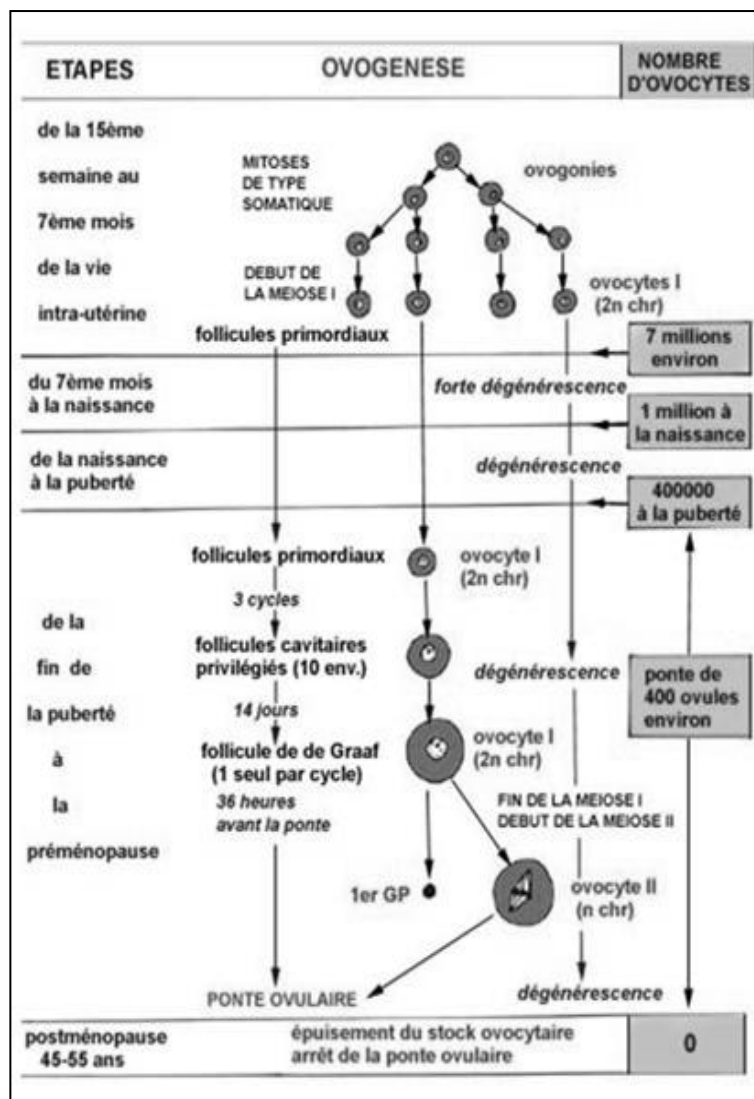 ETAPES
OVOGENESE
NOMBRE
D'OVOCYTES
de la 15ème
semaine au
7ème mois
de la vie
intra-utérine
MITOSES
DE TYPE
SOMATIQUE
ovogonies
DEBUT DE
LA MEIOSE I
ovocytes I
(2n chr)
follicules primordiaux
7 millions
environ
du 7ème mois
à la naissance
forte dégénérescence
1 million à
la naissance
de la naissance
à la puberté
dégénérescence
400000
à la puberté
follicules primordiaux
ovocyte I
(2n chr)
3 cycles
de la
fin de
la puberté
à
la
préménopause
follicules cavitaires
privilégiés (10 env.)
dégénérescence
ponte de
400 ovules
environ
14 jours
follicule de de Graaf
(1 seul par cycle)
ovocyte I
(2n chr)
36 heures
avant la ponte
FIN DE LA MEIOSE I
DEBUT DE LA MEIOSE II
1er GP
ovocyte II
(n chr)
PONTE OVULAIRE
dégénérescence
postménopause
45-55 ans
épuisement du stock ovocytaire
arrêt de la ponte ovulaire
0